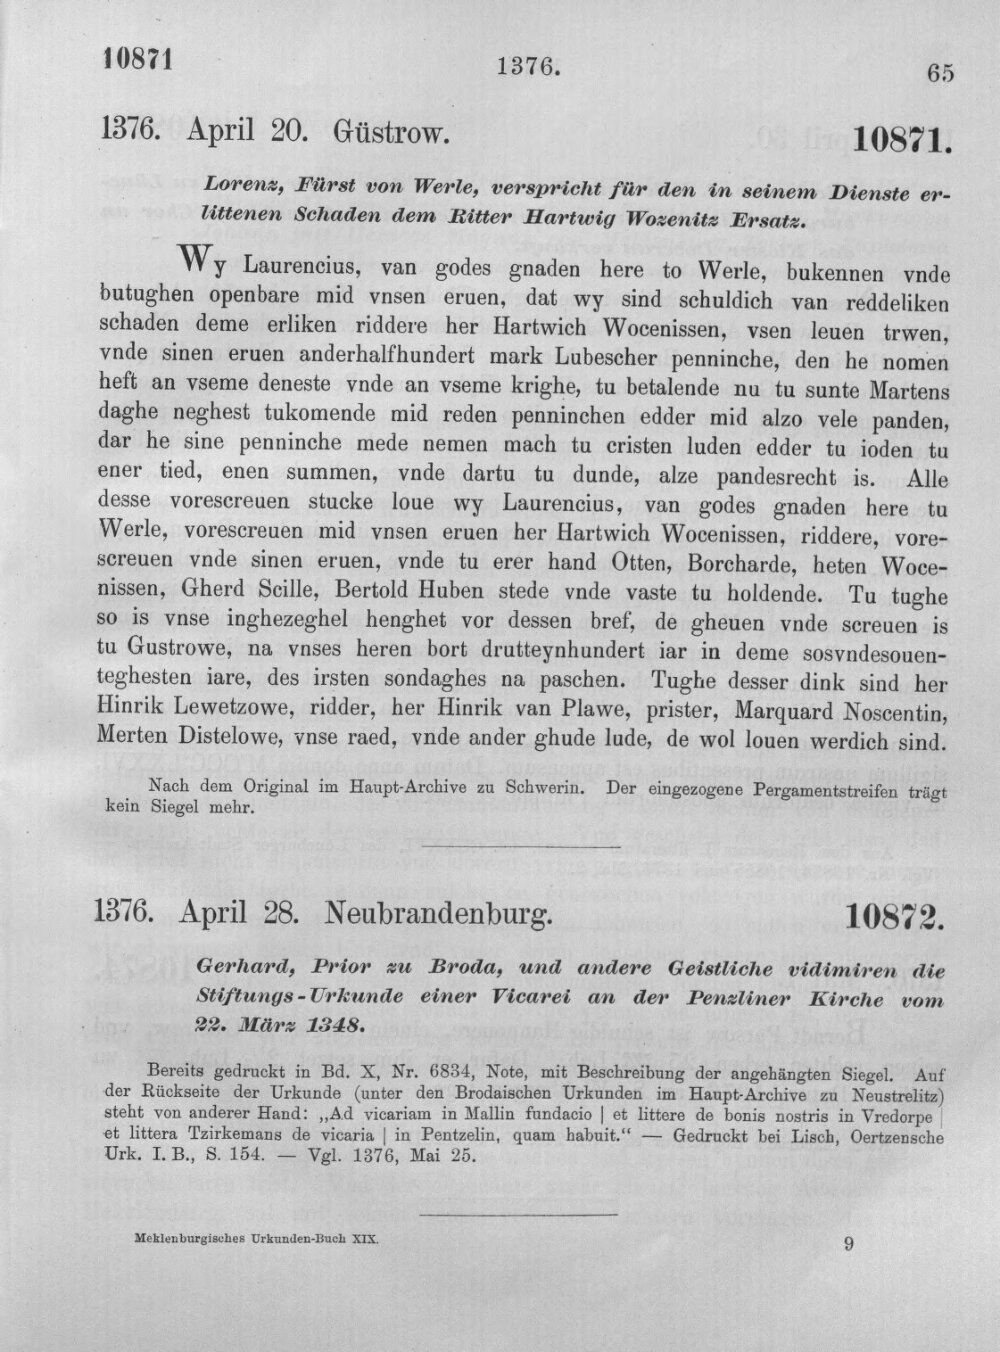 10871
1376.
65
1376. April 20. Güstrow. 10871.
Lorenz, Fürst von Werle, verspricht für den in seinem Dienste er-
littenen Schaden dem Ritter Hartwig Wozenitz Ersatz.
Wy Laurencius, van godes gnaden here to Werle, bukennen vnde
butughen openbare mid vnsen eruen, dat wy sind schuldich van reddeliken
schaden deme erliken riddere her Hartwich Wocenissen, vsen leuen trwen,
vnde sinen eruen anderhalfhundert mark Lubescher penninche, den he nomen
heft an vseme deneste vnde an vseme krighe, tu betalende nu tu sunte Martens
daghe neghest tukomende mid reden penninchen edder mid alzo vele panden,
dar he sine penninche mede nemen mach tu cristen luden edder tu ioden tu
ener tied, enen summen, vnde dartu tu dunde, alze pandesrecht is. Alle
desse vorescreuen stucke loue wy Laurencius, van godes gnaden here tu
Werle, vorescreuen mid vnsen eruen her Hartwich Wocenissen, riddere, vore-
screuen vnde sinen eruen, vnde tu erer hand Otten, Borcharde, heten Woce-
nissen, Gherd Scille, Bertold Huben stede vnde vaste tu holdende. Tu tughe
so is vnse inghezeghel henghet vor dessen bref, de gheuen vnde screuen is
tu Gustrowe, na vnses heren bort drutteynhundert iar in deme sosvndesouen-
teghesten iare, des irsten sondaghes na paschen. Tughe desser dink sind her
Hinrik Lewetzowe, ridder, her Hinrik van Plawe, prister, Marquard Noscentin,
Merten Distelowe, vnse raed, vnde ander ghude lude, de wol louen werdich sind.
Nach dem Original im Haupt-Archive zu Schwerin. Der eingezogene Pergamentstreifen trägt
kein Siegel mehr.
1376. April 28. Neubrandenburg. 10872.
Gerhard, Prior zu Broda, und andere Geistliche vidimiren die
Stiftungs-Urkunde einer Vicarei an der Penzliner Kirche vom
22. März 1348.
Bereits gedruckt in Bd. X, Nr. 6834, Note, mit Beschreibung der angehängten Siegel. Auf
der Rückseite der Urkunde (unter den Brodaischen Urkunden im Haupt-Archive zu Neustrelitz)
steht von anderer Hand: „Ad vicariam in Mallin fundacio | et littere de bonis nostris in Vredorpe |
et littera Tzirkemans de vicaria | in Pentzelin, quam habuit.“ — Gedruckt bei Lisch, Oertzensche
Urk. I. B., S. 154. — Vgl. 1376, Mai 25.
Meklenburgisches Urkunden-Buch XIX.
9